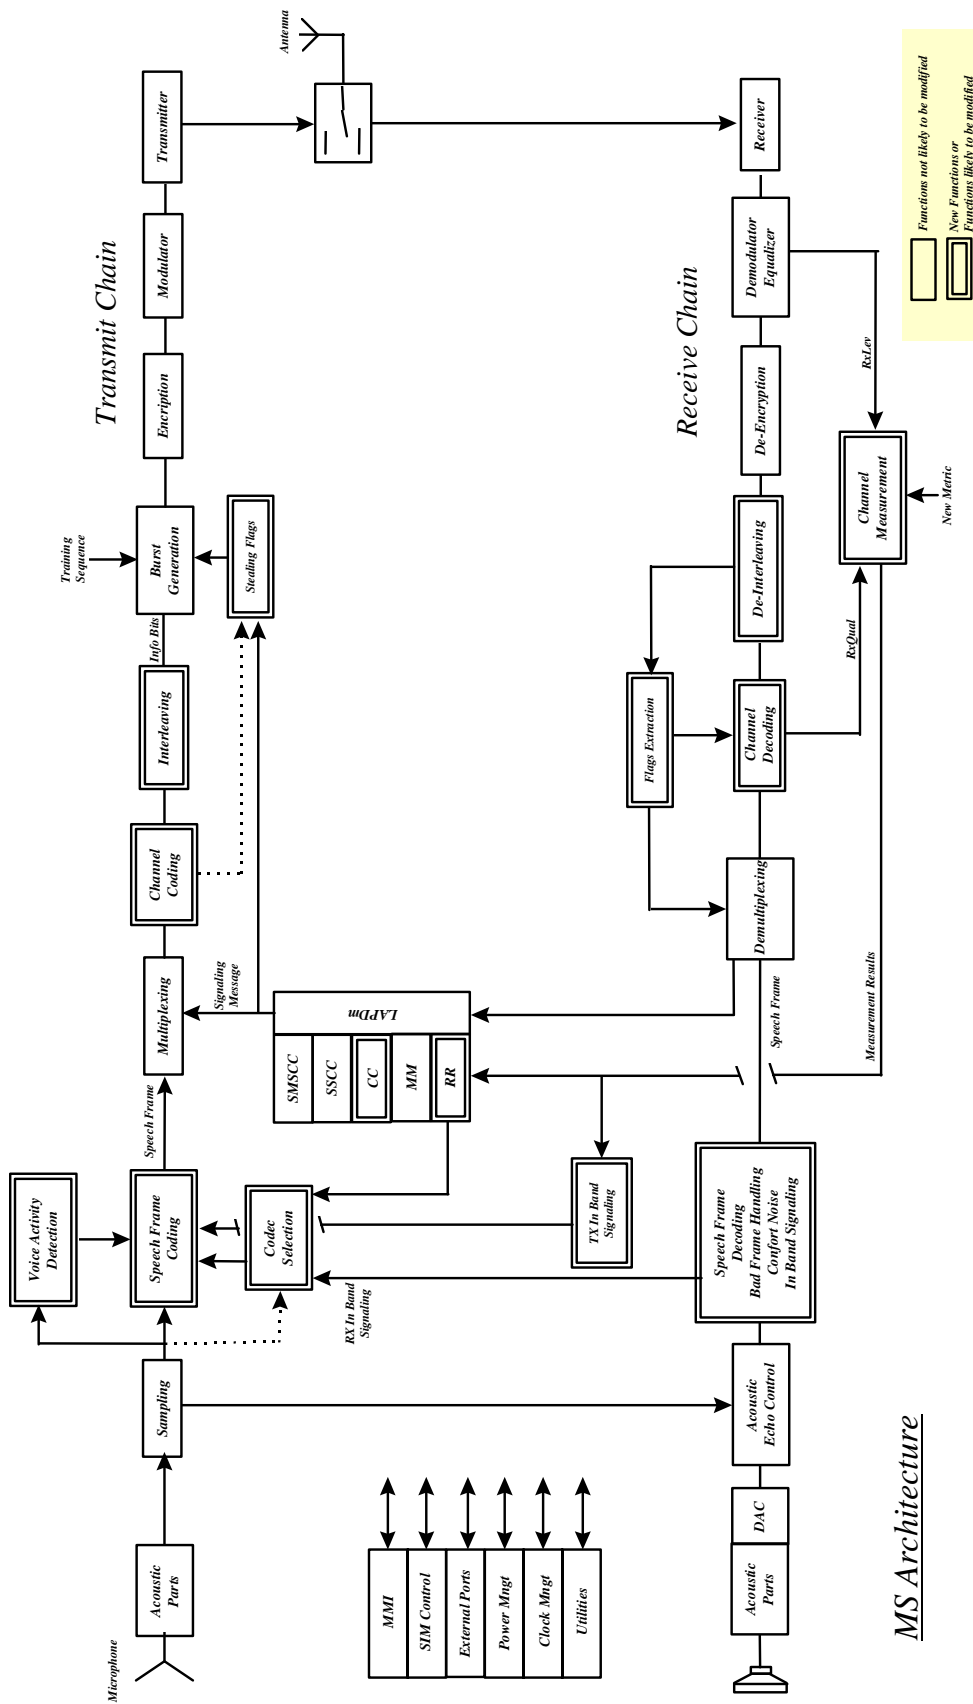 Transmit Chain
Microphone
Acoustic
Parts
Sampling
Voice Activity
Detection
Speech Frame
Coding
Speech Frame
Multiplexing
Channel
Coding
Interleaving
Info Bits
Training
Sequence
Burst
Generation
Encription
Modulator
Transmitter
Antenna
Stealing Flags
Signaling
Message
LAPDm
SMSCC
SSCC
CC
MM
RR
Codec
Selection
RX In Band
Signaling
TX In Band
Signaling
MMI
SIM Control
External Ports
Power Mngt
Clock Mngt
Utilities
Receive Chain
Receiver
Demodulator
Equalizer
De-Encryption
De-Interleaving
Flags Extraction
Channel
Decoding
Demultiplexing
Speech Frame
Speech Frame
Decoding
Bad Frame Handling
Confort Noise
In Band Signaling
Acoustic
Echo Control
DAC
Acoustic
Parts
RxLev
RxQual
Channel
Measurement
New Metric
Measurement Results
Functions not likely to be modified
New Functions or
Functions likely to be modified
MS Architecture